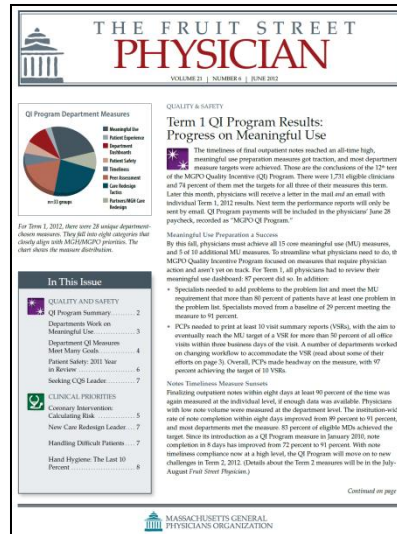 THE FRUIT STREET
PHYSICIAN
VOLUME 21 | NUMBER 6 | JUNE 2012
QI Program Department Measures
Meaningful Use
Patient Experience
Department
Dashboards
Patient Safety
Timeliness
Peer Assessment
Care Redesign
Tactics
Partners/MGH Care
Redesign
For Term 1, 2012, there were 28 unique department-
chosen measures. They fall into eight categories that
closely align with MGH/MGPO priorities. The
chart shows the measure distribution.
In This Issue
QUALITY AND SAFETY
QI Program Summary 2
Departments Work on
Meaningful Use 3
Department QI Measures
Meet Many Goals 4
Patient Safety: 2011 Year
in Review 6
Seeking CQS Leader 7
CLINICAL PRIORITIES
Coronary Intervention:
Calculating Risk 5
New Care Redesign Leader 7
Handling Difficult Patients 7
Hand Hygiene: The Last 10
Percent 8
QUALITY & SAFETY
Term 1 QI Program Results:
Progress on Meaningful Use
The timeliness of final outpatient notes reached an all-time high,
meaningful use preparation measures got traction, and most department
measure targets were achieved. Those are the conclusions of the 12th term
of the MGPO Quality Incentive (QI) Program. There were 1,731 eligible clinicians
and 74 percent of them met the targets for all three of their measures this term.
Later this month, physicians will receive a letter in the mail and an email with
individual Term 1, 2012 results. Next term the performance reports will only be
sent by email. QI Program payments will be included in the physicians' June 28
paycheck, recorded as "MGPO QI Program."
Meaningful Use Preparation a Success
By this fall, physicians must achieve all 15 core meaningful use (MU) measures,
and 5 of 10 additional MU measures. To streamline what physicians need to do, the
MGPO Quality Incentive Program focused on measures that require physician
action and aren't yet on track. For Term 1, all physicians had to review their
meaningful use dashboard: 87 percent did so. In addition:
• Specialists needed to add problems to the problem list and meet the MU
requirement that more than 80 percent of patients have at least one problem in
the problem list. Specialists moved from a baseline of 29 percent meeting the
measure to 91 percent.
• PCPs needed to print at least 10 visit summary reports (VSRs), with the aim to
eventually reach the MU target of a VSR for more than 50 percent of all office
visits within three business days of the visit. A number of departments worked
on changing workflow to accommodate the VSR (read about some of their
efforts on page 3). Overall, PCPs made headway on the measure, with 97
percent achieving the target of 10 VSRs.
Notes Timeliness Measure Sunsets
Finalizing outpatient notes within eight days at least 90 percent of the time was
again measured at the individual level, if enough data was available. Physicians
with low note volume were measured at the department level. The institution-wide
rate of note completion within eight days improved from 89 percent to 91 percent,
and most departments met the measure. 83 percent of eligible MDs achieved the
target. Since its introduction as a QI Program measure in January 2010, note
completion in 8 days has improved from 72 percent to 91 percent. With note
timeliness compliance now at a high level, the QI Program will move on to new
challenges in Term 2, 2012. (Details about the Term 2 measures will be in the July-
August Fruit Street Physician.)
Continued on page
MASSACHUSETTS GENERAL
PHYSICIANS ORGANIZATION